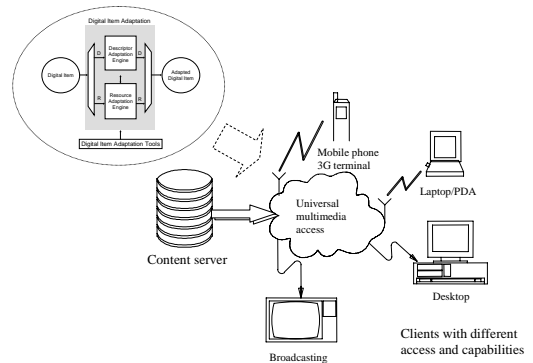 Digital Item Adaptation
D
Descriptor
Adaptation
Engine
D
Digital Item
Adapted
Digital Item
R
Resource
Adaptation
Engine
R
Digital Item Adaptation Tools
Mobile phone
3G terminal
Laptop/PDA
Universal
multimedia
access
Content server
Desktop
Broadcasting
Clients with different
access and capabilities